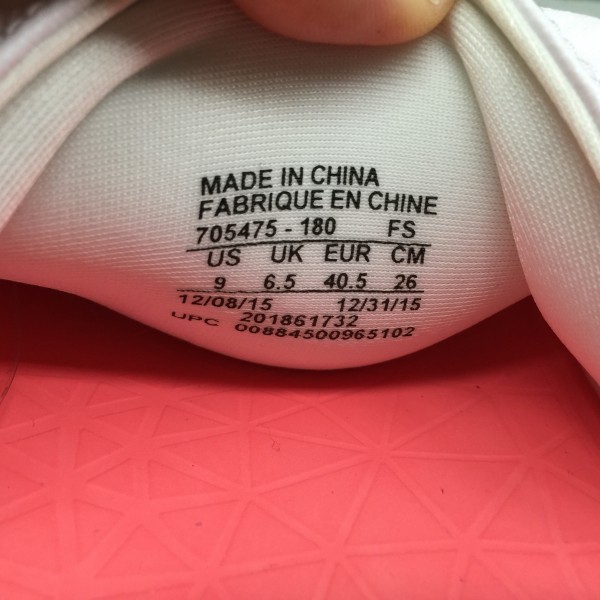 MADE IN CHINA
FABRIQUE EN CHINE
705475 - 180 FS
US UK EUR CM
9 6.5 40.5 26
12/08/15 12/31/15
201861732
UPC 00884500965102